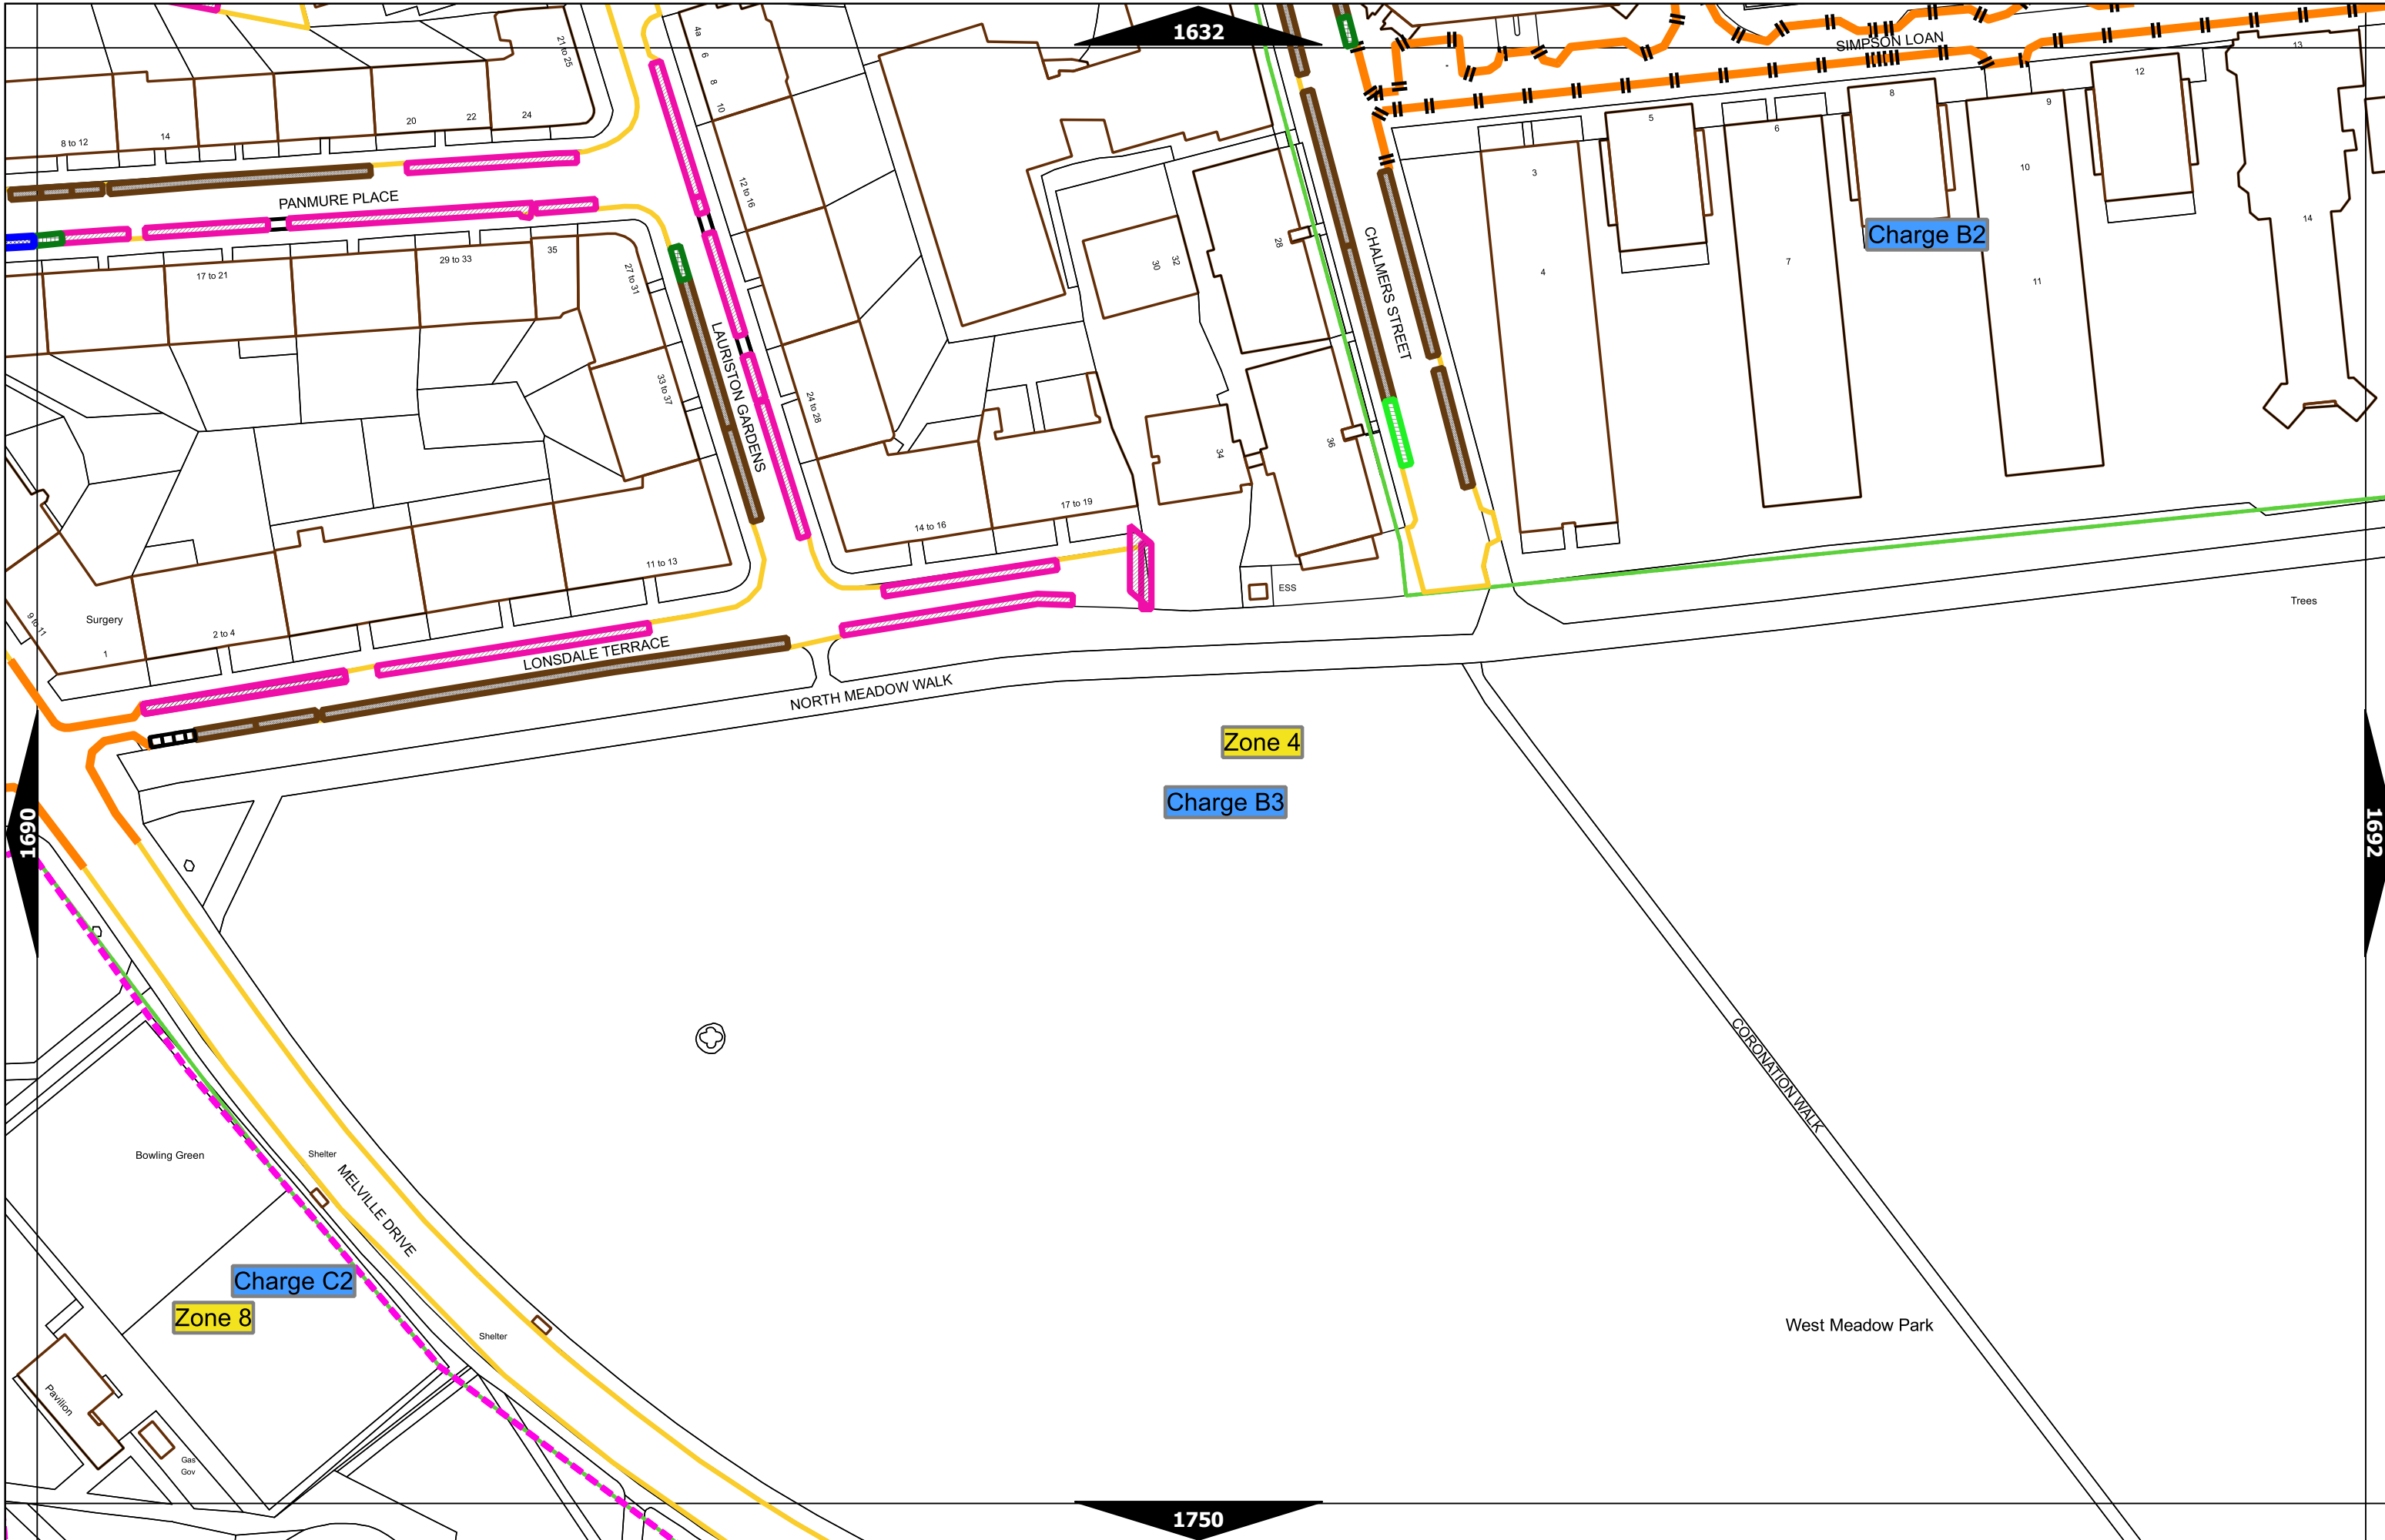 1632
SIMPSON LOAN
4a
6
8
10
21 to 25
13
12
8
9
5
6
20
22
24
14
8 to 12
3
10
PANMURE PLACE
12 to 16
14
Charge B2
28
30
32
CHALMERS STREET
35
29 to 33
17 to 21
27 to 31
4
7
11
LAURISTON GARDENS
33 to 37
24 to 28
36
34
17 to 19
14 to 16
11 to 13
ESS
Trees
Surgery
9 to 11
2 to 4
1
LONSDALE TERRACE
NORTH MEADOW WALK
Zone 4
Charge B3
1690
1692
CORONATION WALK
Bowling Green
Shelter
MELVILLE DRIVE
Charge C2
Zone 8
Shelter
West Meadow Park
Pavilion
Gas
Gov
1750